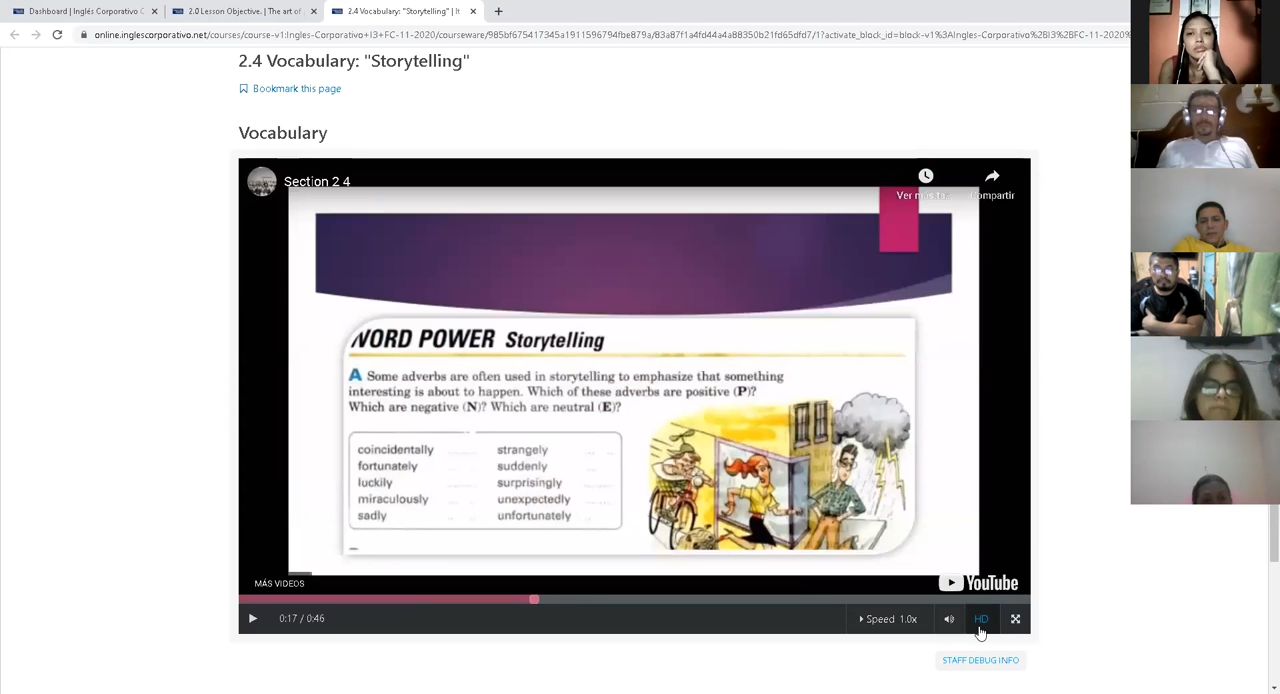 Dashboard | Inglés Corporativo C
2.0 Lesson Objective. | The art of
2.4 Vocabulary: "Storytelling" | It
online.inglescorporativo.net/courses/course-v1:Ingles-Corporativo+I3+FC-11-2020/courseware/9859875417345a1911596794fbe879a/83a87f1a4fd44a4a88350b21fd65dfd7/1?activate_block_id=block-v1%3AIngles-Corporativo%2BI3%2BFC-11-2020%
2.4 Vocabulary: "Storytelling"
Bookmark this page
Vocabulary
Section 2 4
Compartir
WORD POWER Storytelling
A Some adverbs are often used in storytelling to emphasize that something
interesting is about to happen. Which of these adverbs are positive (P)?
Which are negative (N)? Which are neutral (E)?
coincidentally strangely
fortunately suddenly
luckily surprisingly
miraculously unexpectedly
sadly unfortunately
MÁS VIDEOS
YouTube
0:17 / 0:46
Speed 1.0x
HD
STAFF DEBUG INFO